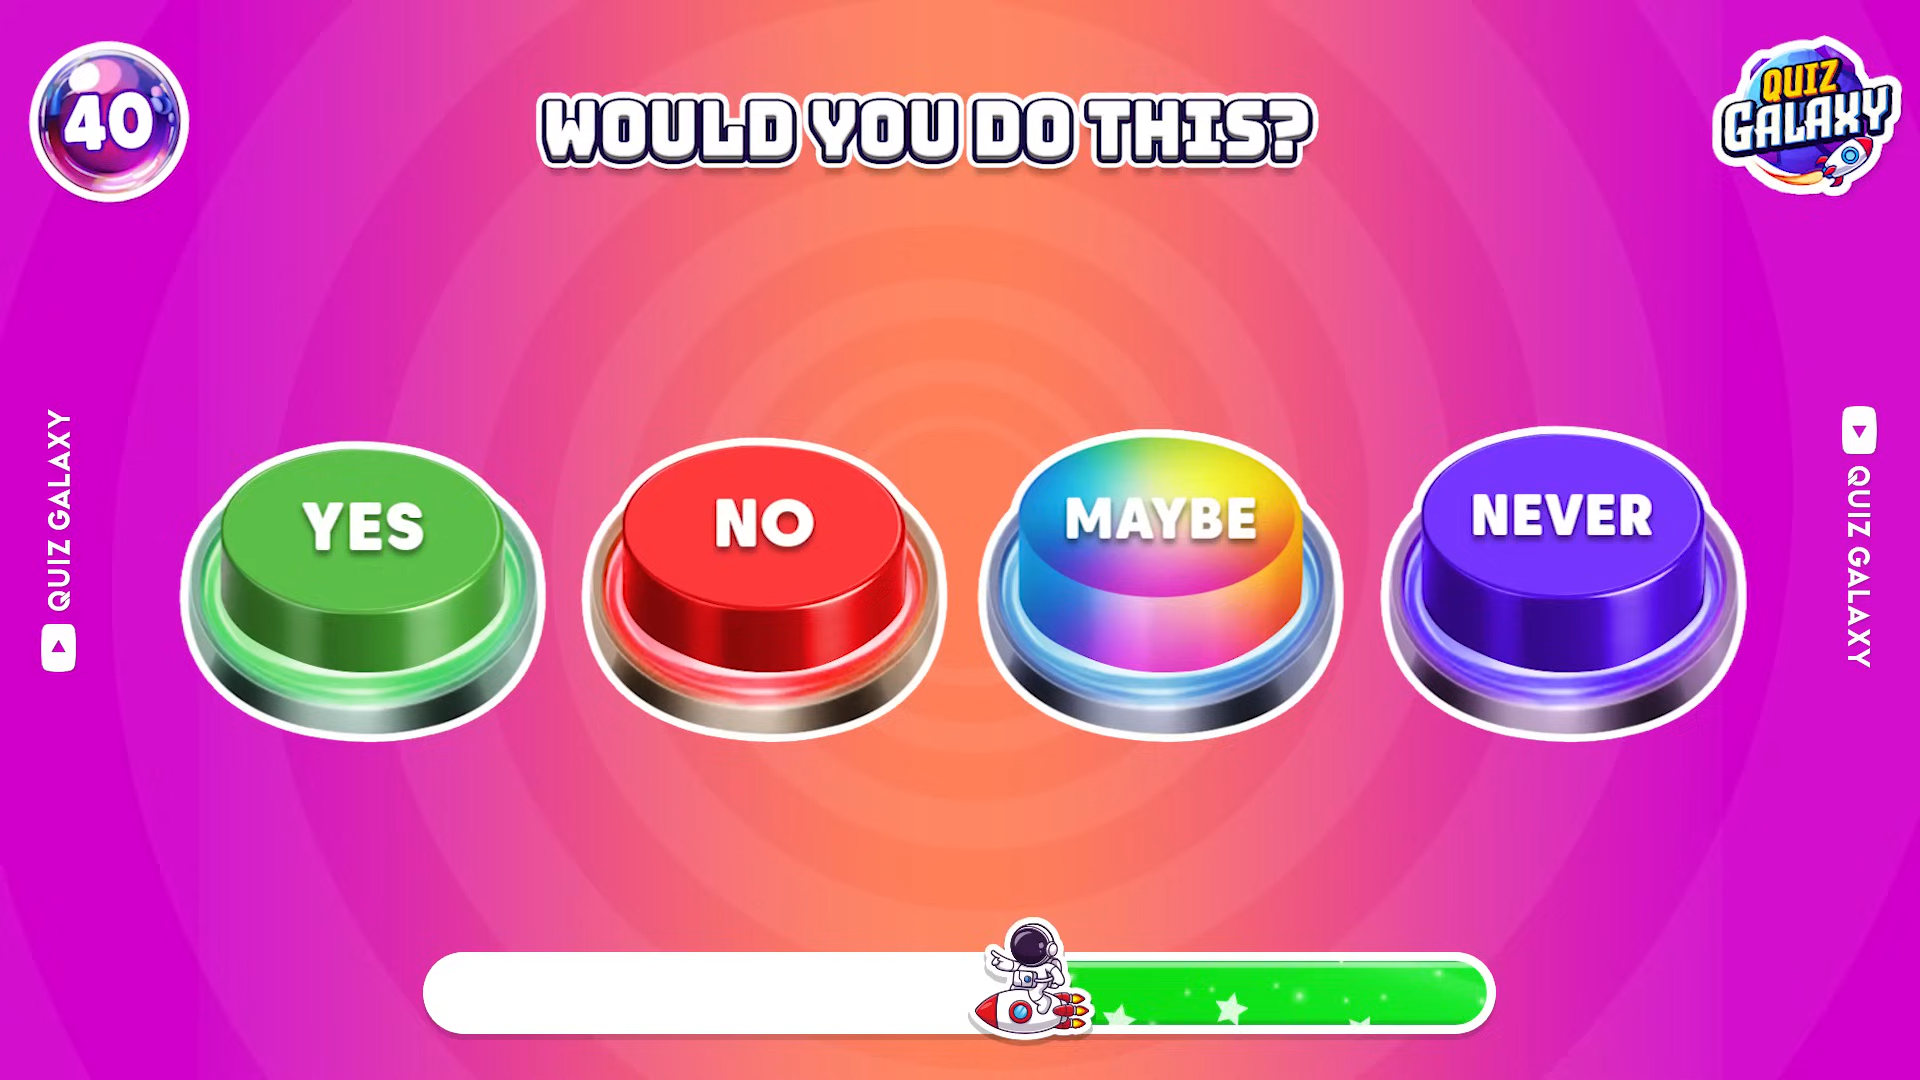 40
WOULD YOU DO THIS?
QUIZ
GALAXY
YES
NO
MAYBE
NEVER
QUIZ GALAXY
QUIZ GALAXY